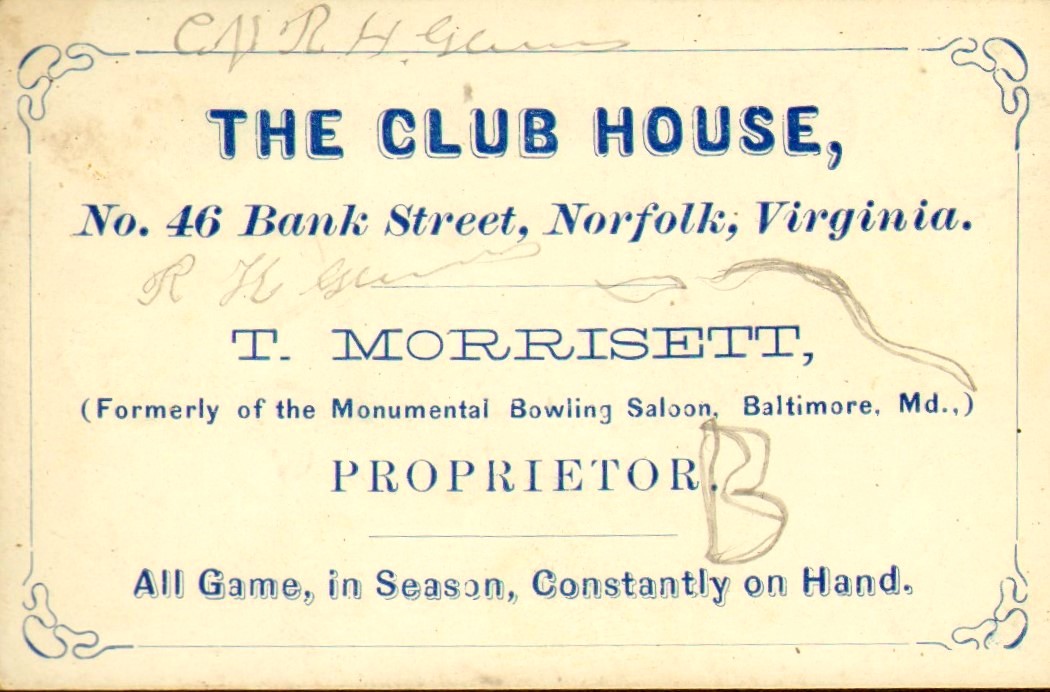 R H
THE CLUB HOUSE,
No. 46 Bank Street, Norfolk, Virginia.
R H
T. MORRISETT,
(Formerly of the Monumental Bowling Saloon, Baltimore, Md.,)
PROPRIETOR.
B
All Game, in Season, Constantly on Hand.